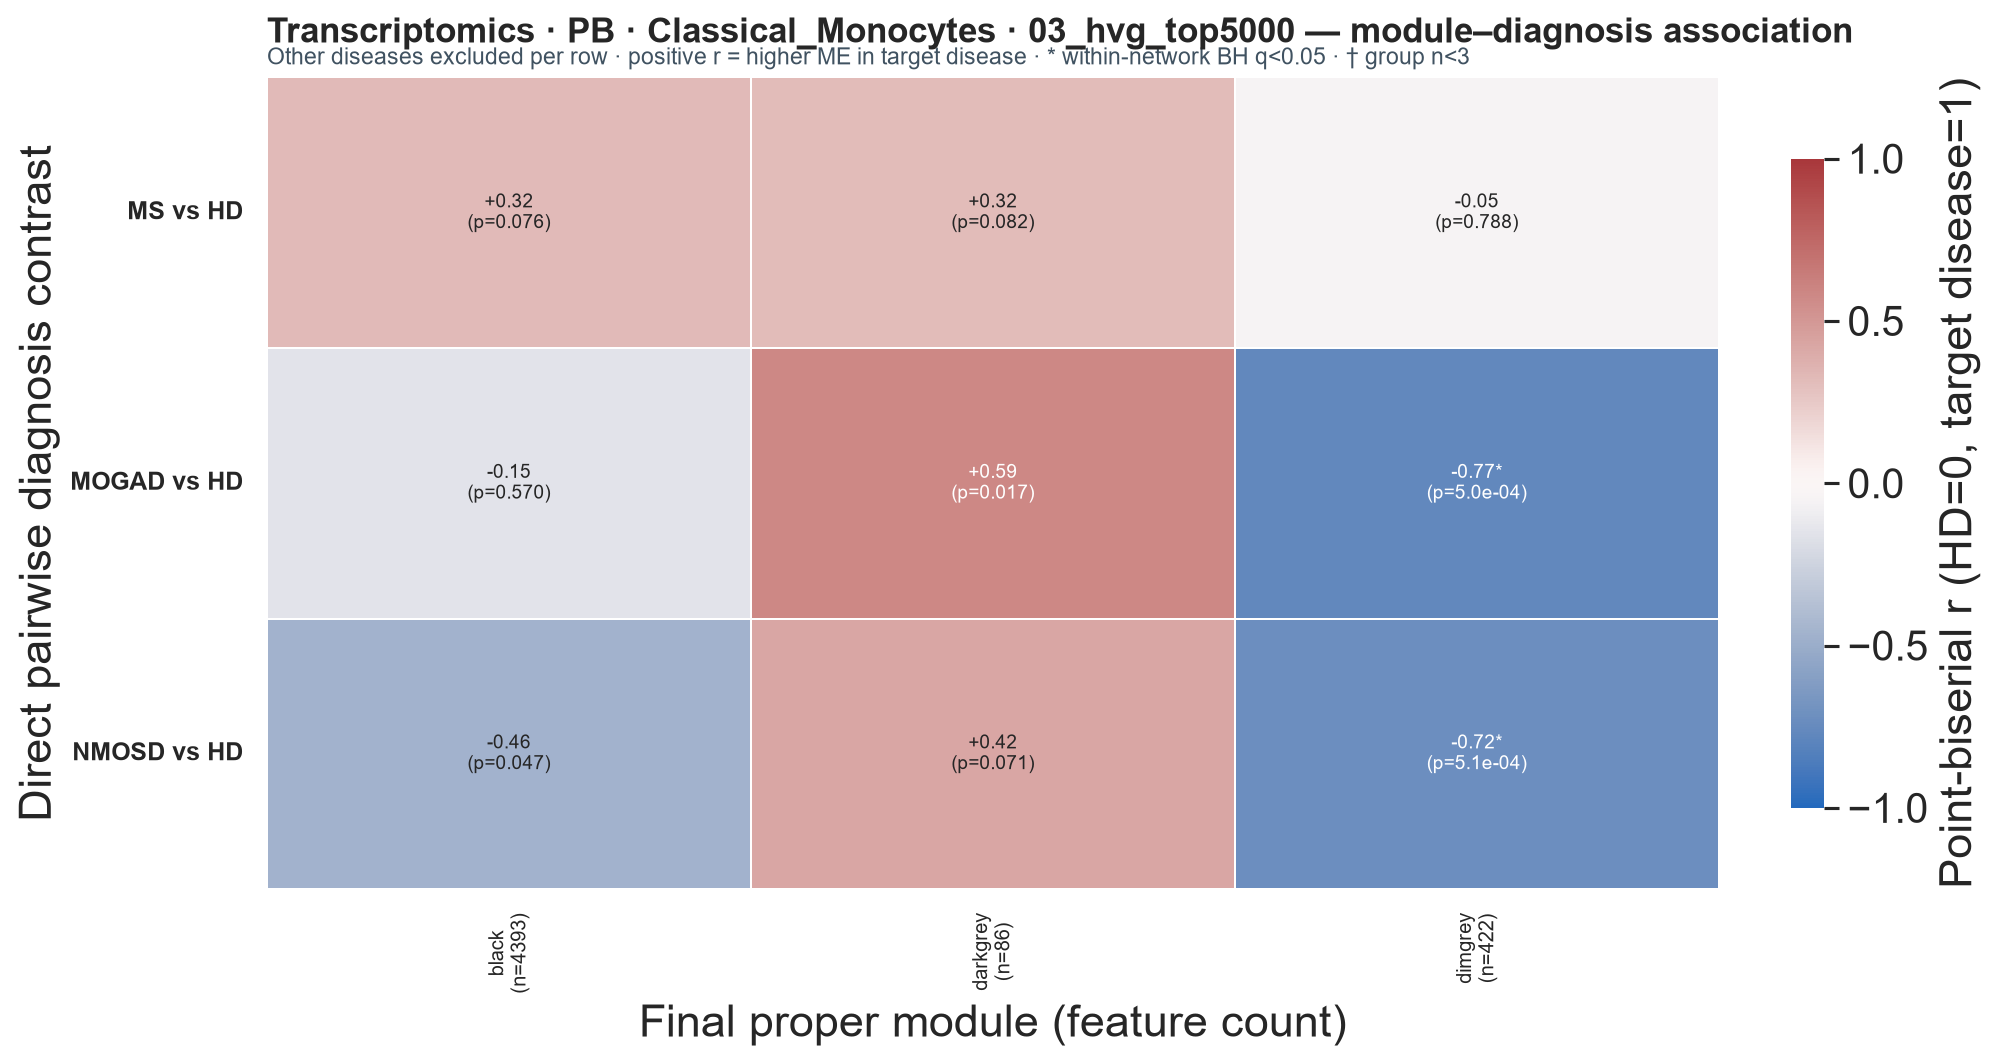 Transcriptomics · PB · Classical_Monocytes · 03_hvg_top5000 — module–diagnosis association
Other diseases excluded per row · positive r = higher ME in target disease · * within-network BH q<0.05 · † group n<3
Direct pairwise diagnosis contrast
MS vs HD
+0.32
(p=0.076)
+0.32
(p=0.082)
-0.05
(p=0.788)
MOGAD vs HD
-0.15
(p=0.570)
+0.59
(p=0.017)
-0.77*
(p=5.0e-04)
NMOSD vs HD
-0.46
(p=0.047)
+0.42
(p=0.071)
-0.72*
(p=5.1e-04)
black
(n=4393)
darkgrey
(n=86)
dimgrey
(n=422)
Final proper module (feature count)
1.0
0.5
0.0
−0.5
−1.0
Point-biserial r (HD=0, target disease=1)